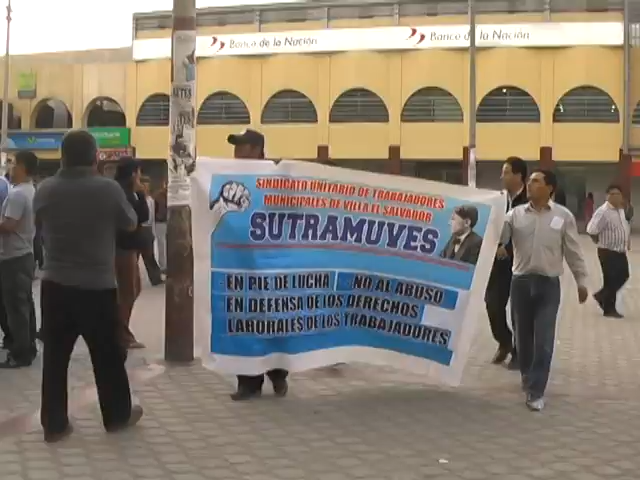 Banco de la Nación
Banco de la Nación
SINDICATO UNITARIO DE TRABAJADORES
MUNICIPALES DE VILLA EL SALVADOR
SUTRAMUVES
EN PIE DE LUCHA NO AL ABUSO
EN DEFENSA DE LOS DERECHOS
LABORALES DE LOS TRABAJADORES